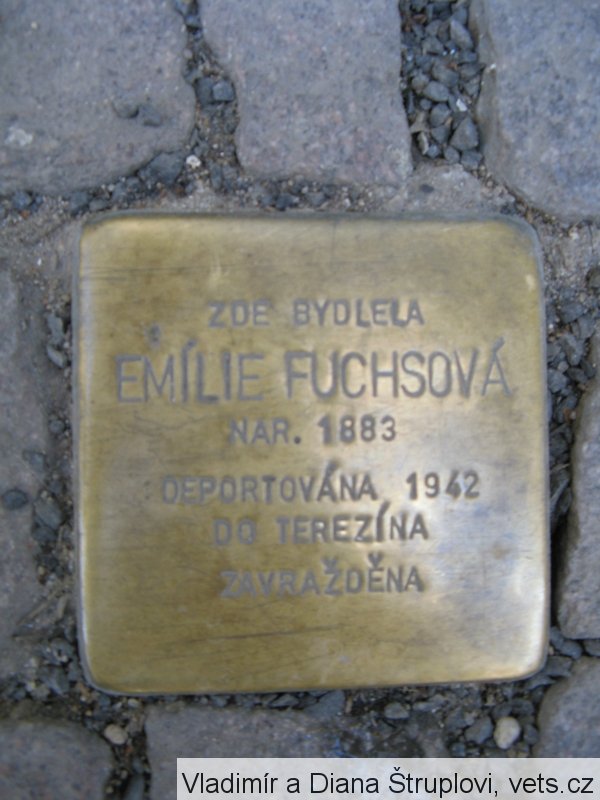 ZDE BYDLELA
EMÍLIE FUCHSOVÁ
NAR. 1883
DEPORTOVÁNA 1942
DO TEREZÍNA
ZAVRAŽDĚNA
Vladimír a Diana Štruplovi, vets.cz